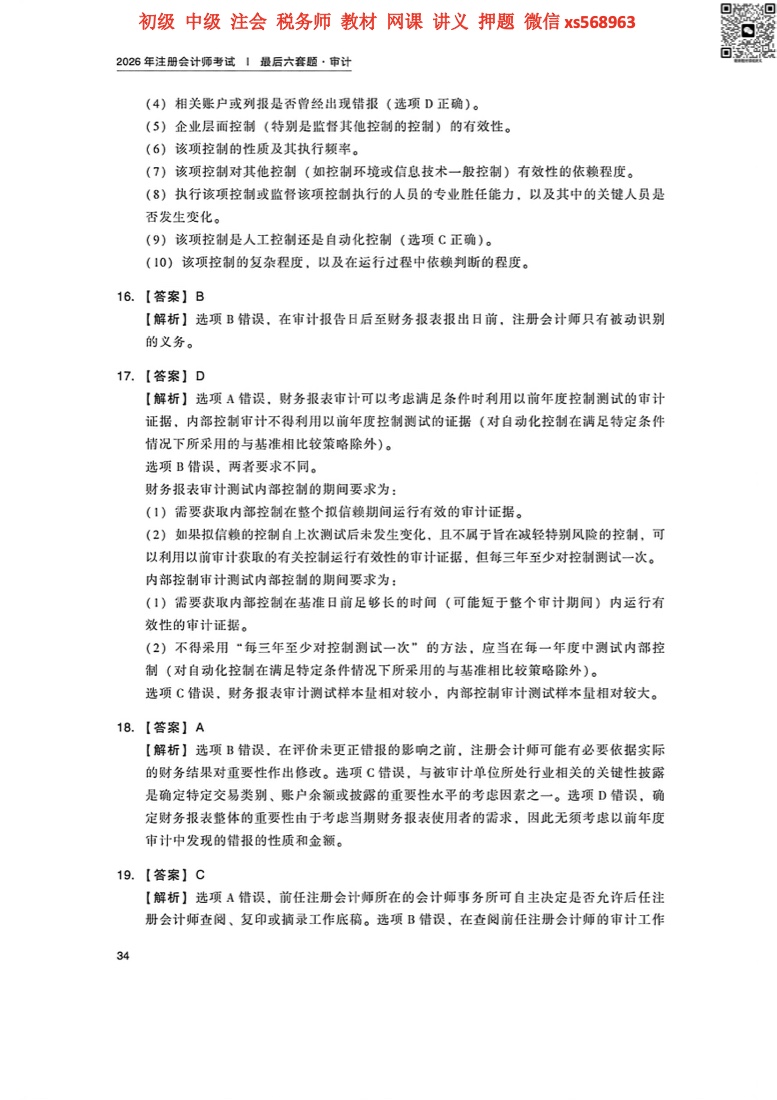 初级 中级 注会 税务师 教材 网课 讲义 押题 微信 xs568963
2026 年注册会计师考试 | 最后六套题·审计
(4) 相关账户或列报是否曾经出现错报（选项 D 正确）。
(5) 企业层面控制（特别是监督其他控制的控制）的有效性。
(6) 该项控制的性质及其执行频率。
(7) 该项控制对其他控制（如控制环境或信息技术一般控制）有效性的依赖程度。
(8) 执行该项控制或监督该项控制执行的人员的专业胜任能力，以及其中的关键人员是
否发生变化。
(9) 该项控制是人工控制还是自动化控制（选项 C 正确）。
(10) 该项控制的复杂程度，以及在运行过程中依赖判断的程度。
16. 【答案】B
【解析】选项 B 错误，在审计报告日后至财务报表报出日前，注册会计师只有被动识别
的义务。
17. 【答案】D
【解析】选项 A 错误，财务报表审计可以考虑满足条件时利用以前年度控制测试的审计
证据，内部控制审计不得利用以前年度控制测试的证据（对自动化控制在满足特定条件
情况下所采用的与基准相比较策略除外）。
选项 B 错误，两者要求不同。
财务报表审计测试内部控制的期间要求为：
(1) 需要获取内部控制在整个拟信赖期间运行有效的审计证据。
(2) 如果拟信赖的控制自上次测试后未发生变化，且不属于旨在减轻特别风险的控制，可
以利用以前审计获取的有关控制运行有效性的审计证据，但每三年至少对控制测试一次。
内部控制审计测试内部控制的期间要求为：
(1) 需要获取内部控制在基准日前足够长的时间（可能短于整个审计期间）内运行有
效性的审计证据。
(2) 不得采用“每三年至少对控制测试一次”的方法，应当在每一年度中测试内部控
制（对自动化控制在满足特定条件情况下所采用的与基准相比较策略除外）。
选项 C 错误，财务报表审计测试样本量相对较小，内部控制审计测试样本量相对较大。
18. 【答案】A
【解析】选项 B 错误，在评价未更正错报的影响之前，注册会计师可能有必要依据实际
的财务结果对重要性作出修改。选项 C 错误，与被审计单位所处行业相关的关键性披露
是确定特定交易类别、账户余额或披露的重要性水平的考虑因素之一。选项 D 错误，确
定财务报表整体的重要性由于考虑当期财务报表使用者的需求，因此无须考虑以前年度
审计中发现的错报的性质和金额。
19. 【答案】C
【解析】选项 A 错误，前任注册会计师所在的会计师事务所可自主决定是否允许后任注
册会计师查阅、复印或摘录工作底稿。选项 B 错误，在查阅前任注册会计师的审计工作
34